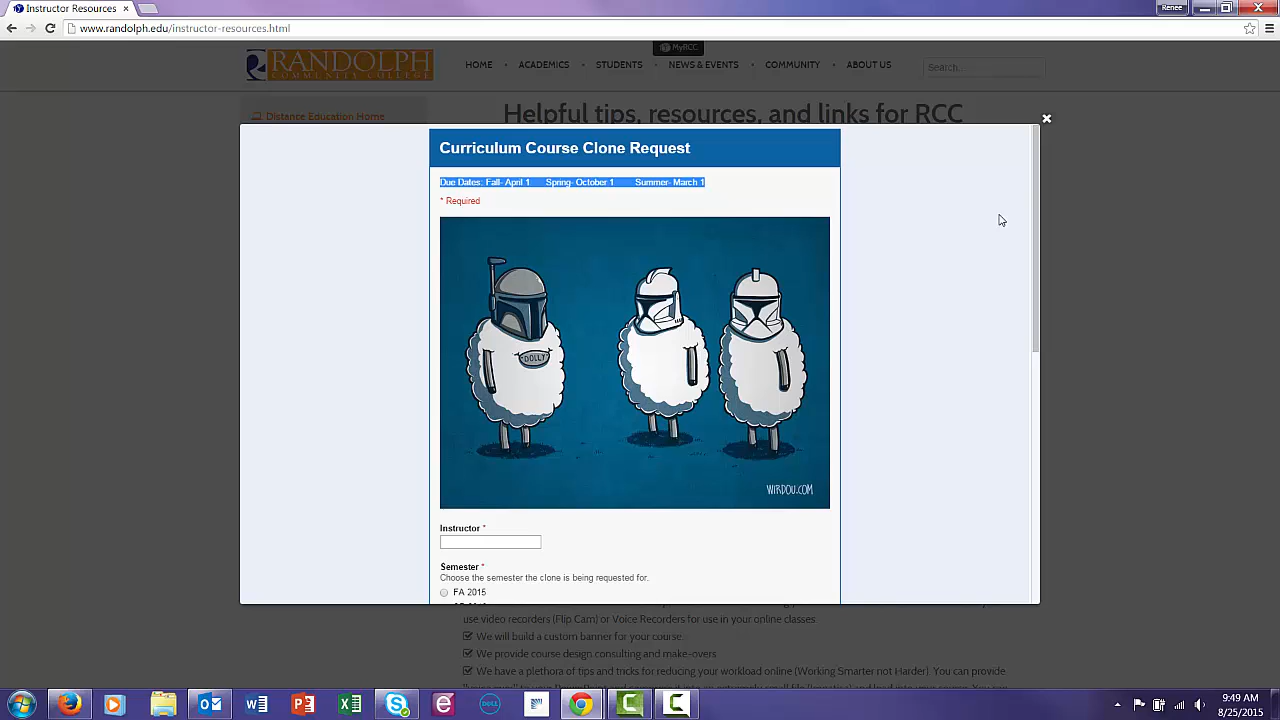 Instructor Resources
Renee
www.randolph.edu/instructor-resources.html
MyRCC
RANDOLPH
COMMUNITY COLLEGE
HOME
ACADEMICS
STUDENTS
NEWS & EVENTS
COMMUNITY
ABOUT US
Search...
Distance Education Home
Helpful tips, resources, and links for RCC
Curriculum Course Clone Request
Due Dates: Fall- April 1 Spring- October 1 Summer- March 1
* Required
DOLLY
WIRDOU.COM
Instructor *
Semester *
Choose the semester the clone is being requested for.
FA 2015
use video recorders (Flip Cam) or Voice Recorders for use in your online classes
We will build a custom banner for your course.
We provide course design consulting and make-overs
We have a plethora of tips and tricks for reducing your workload online (Working Smarter not Harder). You can provide
9:49 AM
8/25/2015